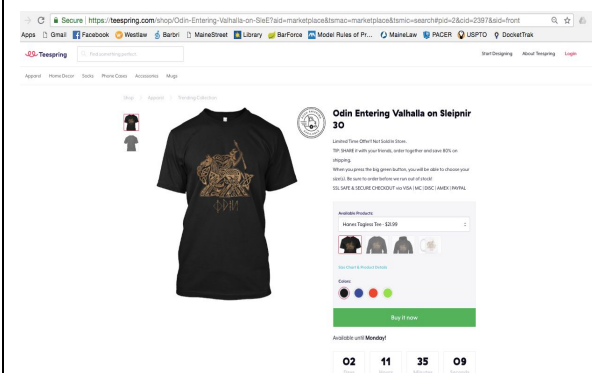 Secure | https://teespring.com/shop/Odin-Entering-Valhalla-on-SleE?aid=marketplace&tsmac=marketplace&tsmic=search#pid=2&cid=2397&sid=front
Apps Gmail Facebook Westlaw Barbri MaineStreet Library BarForce Model Rules of Pr... MaineLaw PACER USPTO DocketTrak
Teespring Start Designing About Teespring Login
Apparel Home Decor Socks Phone Cases Accessories Mugs
Shop / Apparel / Trending Collection
Odin Entering Valhalla on Sleipnir
30
Limited Time Offer!! Not Sold in Store.
TIP: SHARE it with your friends, order together and save 80% on
shipping.
When you press the big green button, you will be able to choose your
size(s). Be sure to order before we run out of stock!
SSL SAFE & SECURE CHECKOUT via VISA | MC | DISC | AMEX | PAYPAL
Available Products:
Hanes Tagless Tee - $21.99
Size Chart & Product Details
Colors:
Buy it now
Available until Monday!
02 11 35 09